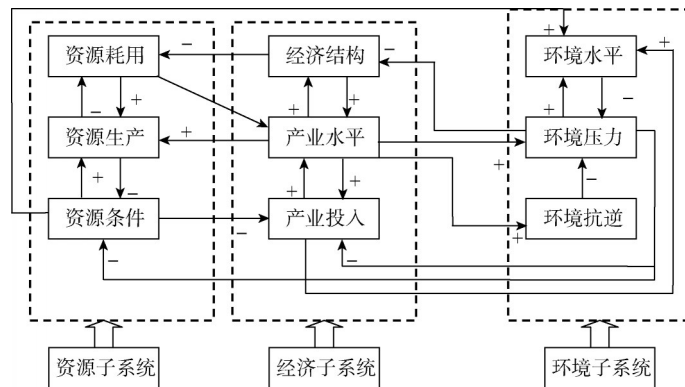 资源耗用
经济结构
环境水平
资源生产
产业水平
环境压力
资源条件
产业投入
环境抗逆
资源子系统
经济子系统
环境子系统